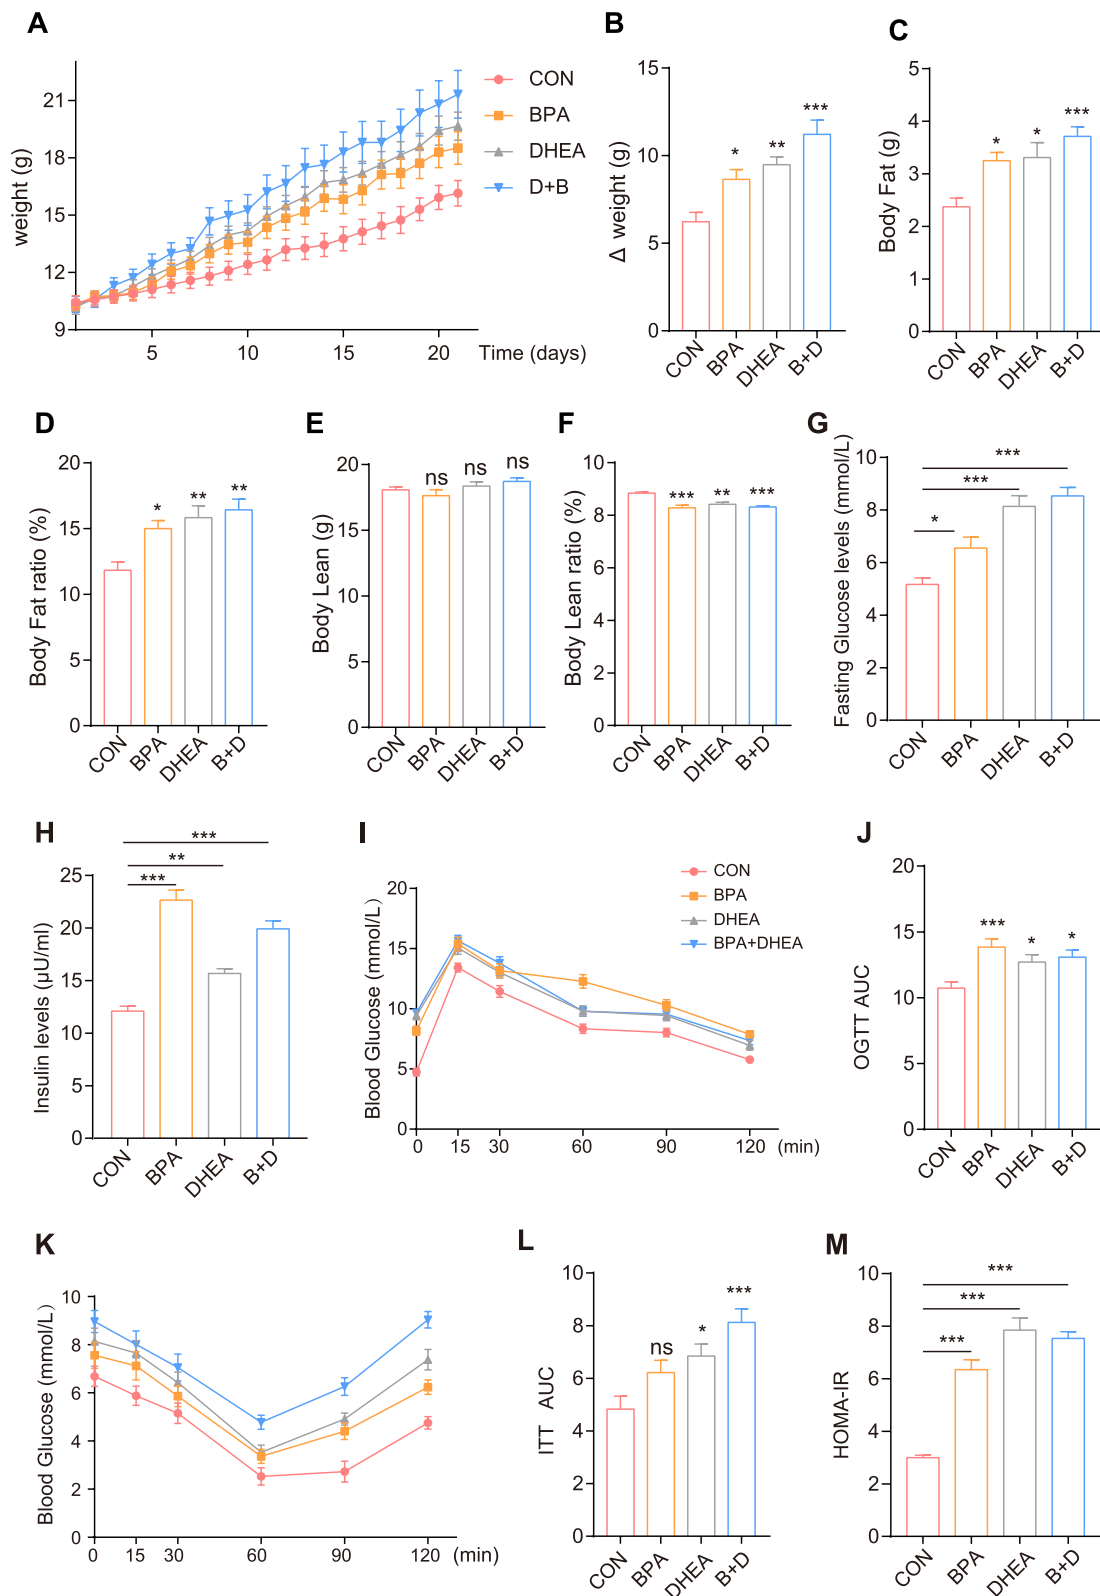 A
weight (g)
21
18
15
12
9
5
10
15
20
Time (days)
CON
BPA
DHEA
D+B
B
Δ weight (g)
15
10
5
0
*
**
***
CON
BPA
DHEA
B+D
C
Body Fat (g)
5
4
3
2
1
0
*
*
***
CON
BPA
DHEA
B+D
D
Body Fat ratio (%)
20
15
10
5
0
*
**
**
CON
BPA
DHEA
B+D
E
Body Lean (g)
20
15
10
5
0
ns
ns
ns
CON
BPA
DHEA
B+D
F
Body Lean ratio (%)
10
8
6
4
2
0
***
**
***
CON
BPA
DHEA
B+D
G
Fasting Glucose levels (mmol/L)
8
6
4
2
0
***
***
*
CON
BPA
DHEA
B+D
H
Insulin levels (μU/ml)
25
20
15
10
5
0
***
**
***
CON
BPA
DHEA
B+D
I
Blood Glucose (mmol/L)
20
15
10
5
0
0
15
30
60
90
120
(min)
CON
BPA
DHEA
BPA+DHEA
J
OGTT AUC
20
15
10
5
0
***
*
*
CON
BPA
DHEA
B+D
K
Blood Glucose (mmol/L)
10
8
6
4
2
0
0
15
30
60
90
120
(min)
L
ITT AUC
10
8
6
4
2
0
ns
*
***
CON
BPA
DHEA
B+D
M
HOMA-IR
10
8
6
4
2
0
***
***
***
CON
BPA
DHEA
B+D